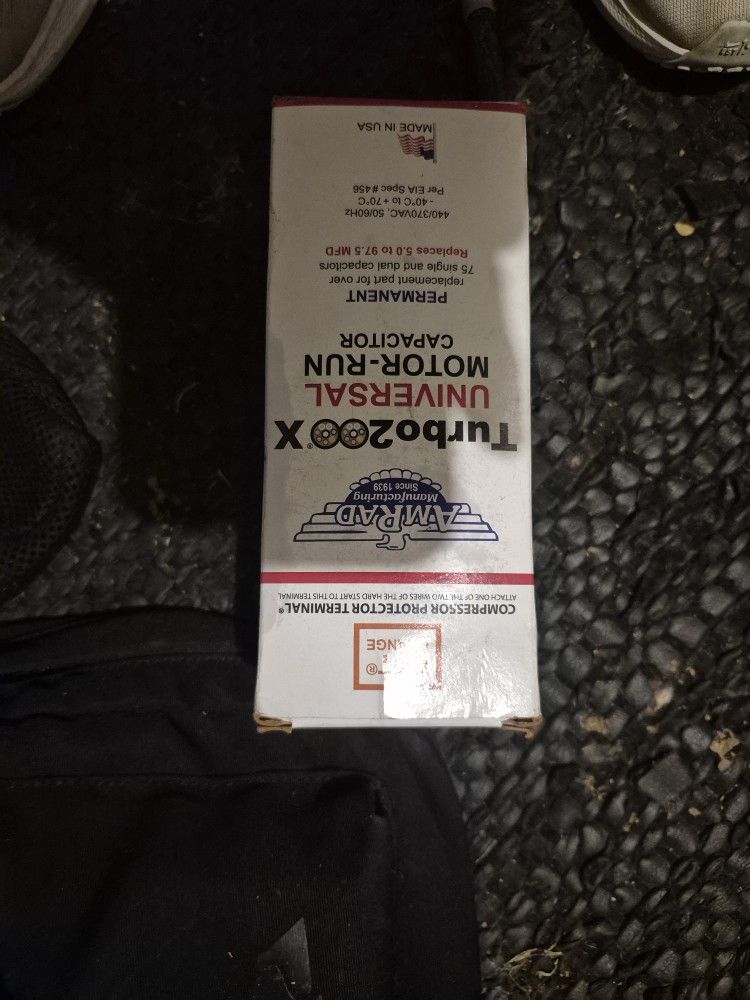 COMPRESSOR PROTECTOR TERMINAL®
ATTACH ONE OF THE TWO WIRES OF THE HARD START TO THIS TERMINAL
AMRAD
Manufacturing
Since 1939
Turbo200®X
UNIVERSAL
MOTOR-RUN
CAPACITOR
PERMANENT
replacement part for over
75 single and dual capacitors
Replaces 5.0 to 97.5 MFD
440/370VAC, 50/60Hz
- 40°C to + 70°C
Per EIA Spec # 456
MADE IN USA